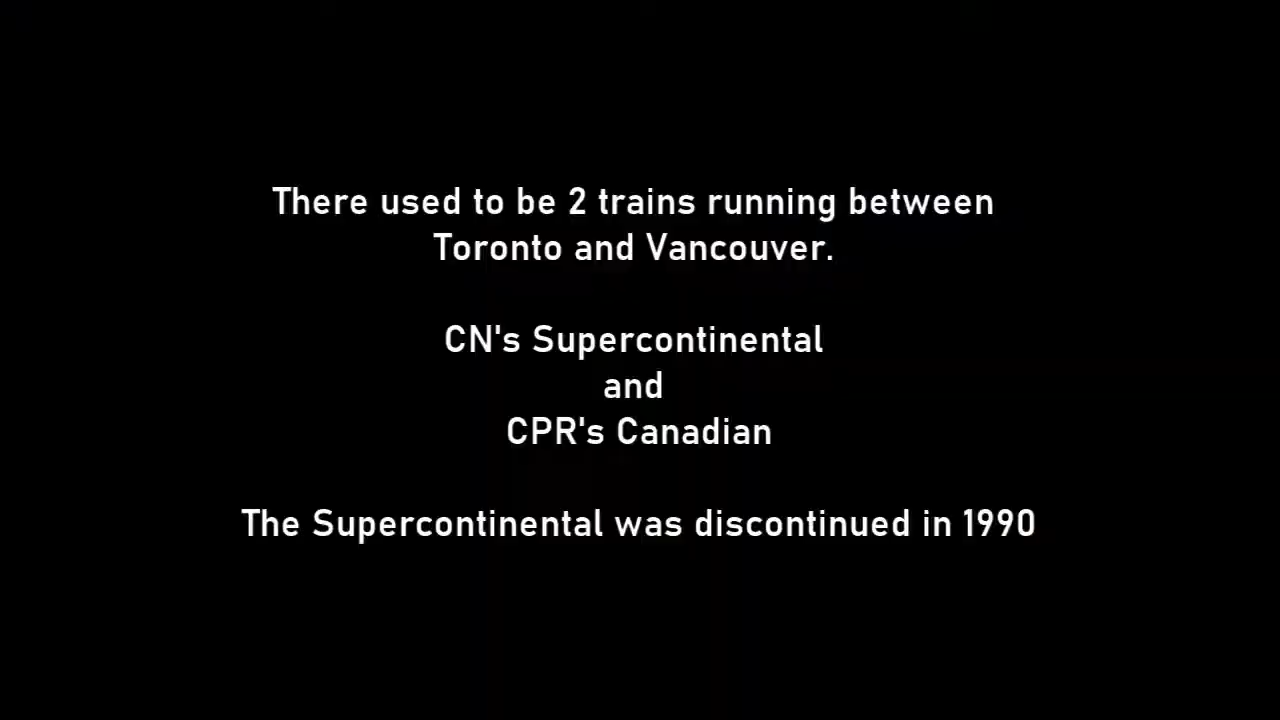 There used to be 2 trains running between
Toronto and Vancouver.
CN's Supercontinental
and
CPR's Canadian
The Supercontinental was discontinued in 1990